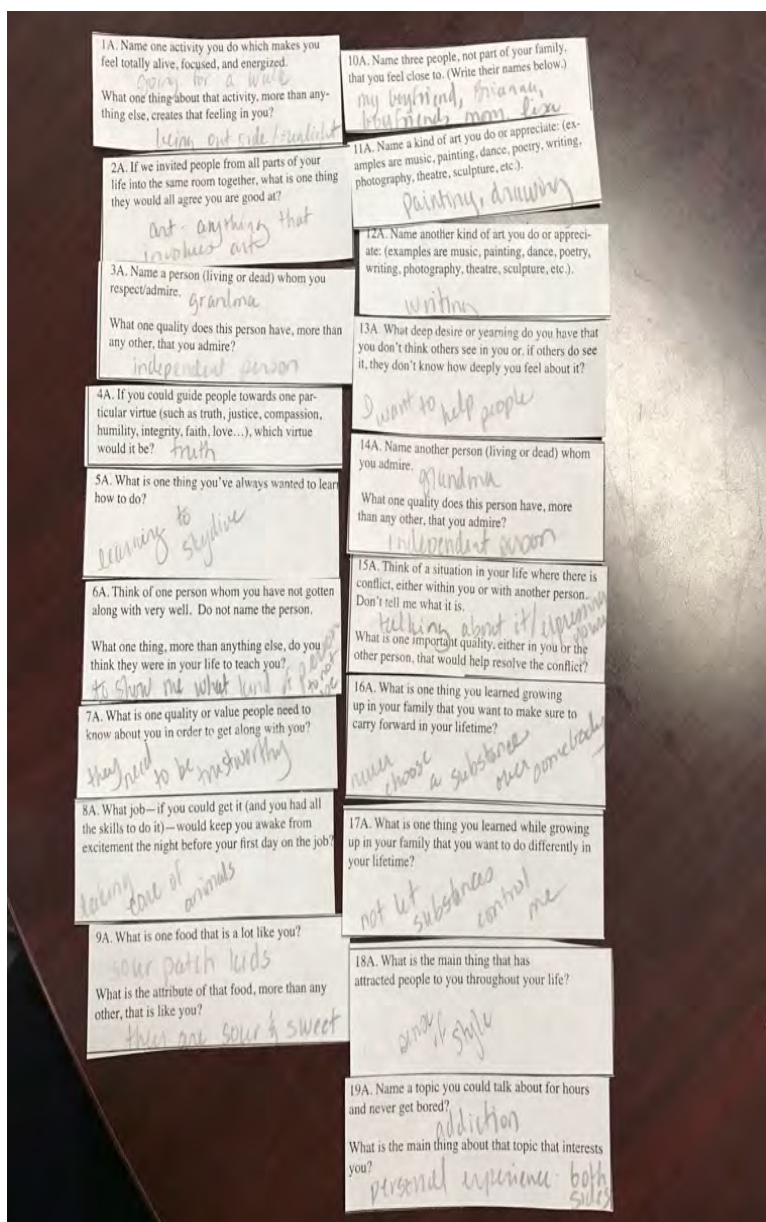 1A. Name one activity you do which makes you
feel totally alive, focused, and energized.
going for a walk
What one thing about that activity, more than any-
thing else, creates that feeling in you?
being out side / sunlight
2A. If we invited people from all parts of your
life into the same room together, what is one thing
they would all agree you are good at?
art - anything that
involves art
3A. Name a person (living or dead) whom you
respect/admire.
grandma
What one quality does this person have, more than
any other, that you admire?
independent person
4A. If you could guide people towards one par-
ticular virtue (such as truth, justice, compassion,
humility, integrity, faith, love...), which virtue
would it be? truth
5A. What is one thing you've always wanted to learn
how to do?
learning to
skydive
6A. Think of one person whom you have not gotten
along with very well. Do not name the person.
What one thing, more than anything else, do you
think they were in your life to teach you?
to show me what kind of person
to not
7A. What is one quality or value people need to
know about you in order to get along with you?
they need to be trustworthy
8A. What job—if you could get it (and you had all
the skills to do it)—would keep you awake from
excitement the night before your first day on the job?
taking
care of
animals
9A. What is one food that is a lot like you?
sour patch kids
What is the attribute of that food, more than any
other, that is like you?
they are sour & sweet
10A. Name three people, not part of your family,
that you feel close to. (Write their names below.)
my boyfriend, Brianna,
boyfriends mom
11A. Name a kind of art you do or appreciate: (ex-
amples are music, painting, dance, poetry, writing,
photography, theatre, sculpture, etc.).
painting, drawing
12A. Name another kind of art you do or appreci-
ate: (examples are music, painting, dance, poetry,
writing, photography, theatre, sculpture, etc.).
writing
13A. What deep desire or yearning do you have that
you don't think others see in you or, if others do see
it, they don't know how deeply you feel about it?
I want to help people
14A. Name another person (living or dead) whom
you admire.
grandma
What one quality does this person have, more
than any other, that you admire?
independent person
15A. Think of a situation in your life where there is
conflict, either within you or with another person.
Don't tell me what it is.
talking about it / expressing
What is one important quality, either in you or the
other person, that would help resolve the conflict?
16A. What is one thing you learned growing
up in your family that you want to make sure to
carry forward in your lifetime?
never
choose
a substance
over somebody
17A. What is one thing you learned while growing
up in your family that you want to do differently in
your lifetime?
not let
substances
control
me
18A. What is the main thing that has
attracted people to you throughout your life?
sense of style
19A. Name a topic you could talk about for hours
and never get bored?
addiction
What is the main thing about that topic that interests
you?
personal experience - both
sides